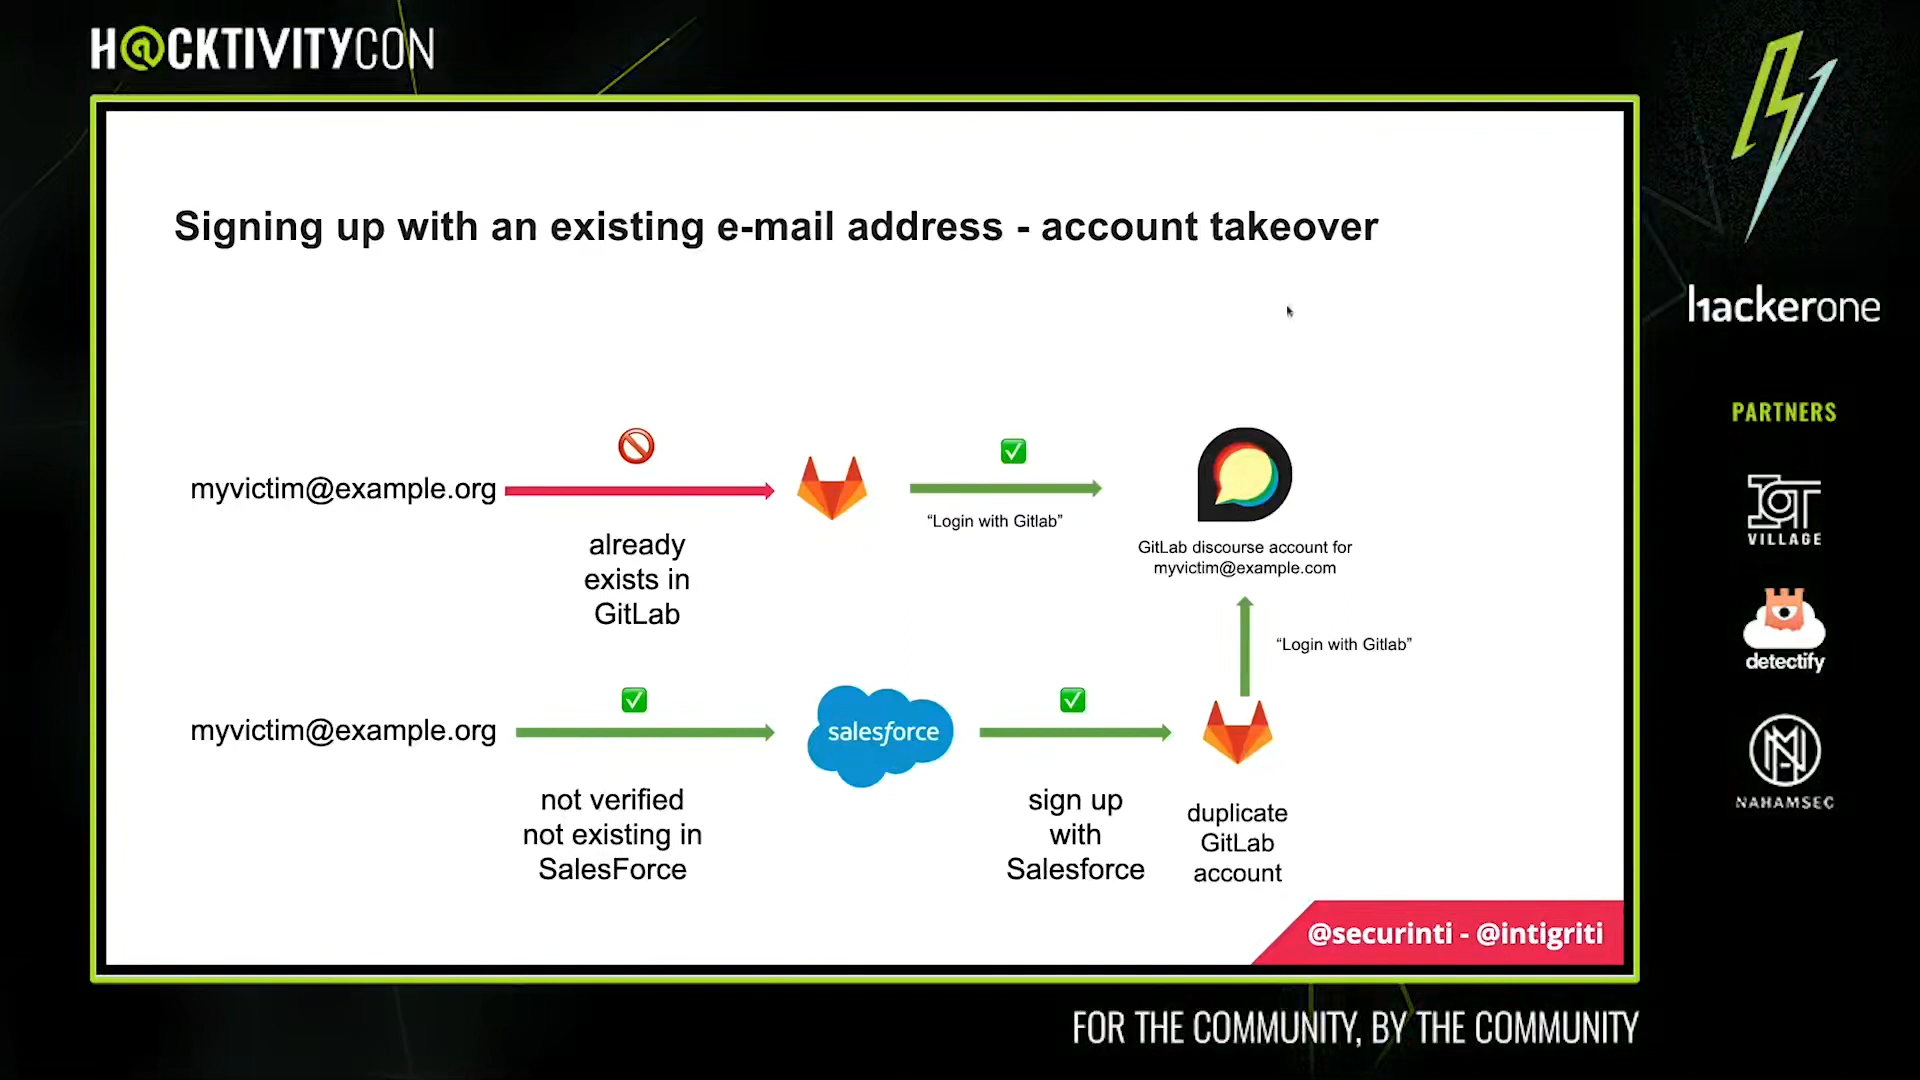 H@CKTIVITYCON
Signing up with an existing e-mail address - account takeover
myvictim@example.org
already
exists in
GitLab
“Login with Gitlab”
GitLab discourse account for
myvictim@example.com
“Login with Gitlab”
myvictim@example.org
not verified
not existing in
SalesForce
salesforce
sign up
with
Salesforce
duplicate
GitLab
account
@securinti - @intigriti
hackerone
PARTNERS
IOT
VILLAGE
detectify
NAHAMSEC
FOR THE COMMUNITY, BY THE COMMUNITY